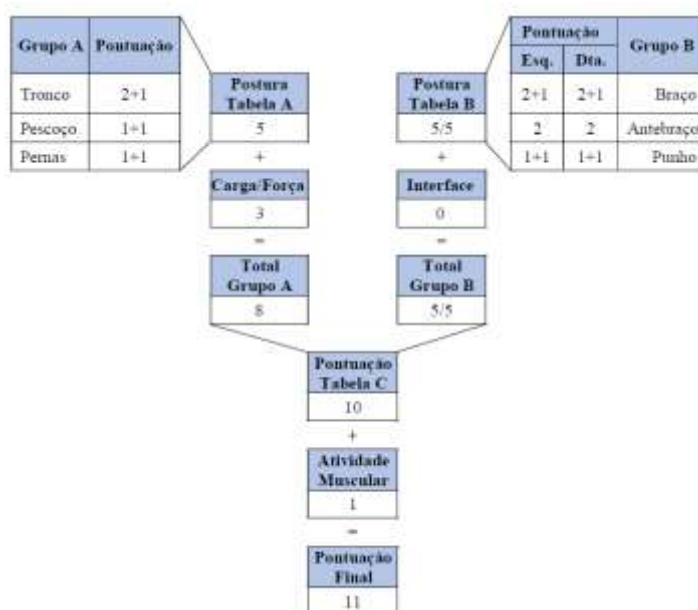 Grupo A Pontuação
Tronco 2+1
Pescoço 1+1
Pernas 1+1
Pontuação Grupo B
Esq. Dta.
2+1 2+1 Braço
2 2 Antebraço
1+1 1+1 Punho
Postura
Tabela A
5
+
Carga/Força
3
=
Total
Grupo A
8
Postura
Tabela B
5/5
+
Interface
0
=
Total
Grupo B
5/5
Pontuação
Tabela C
10
+
Atividade
Muscular
1
=
Pontuação
Final
11